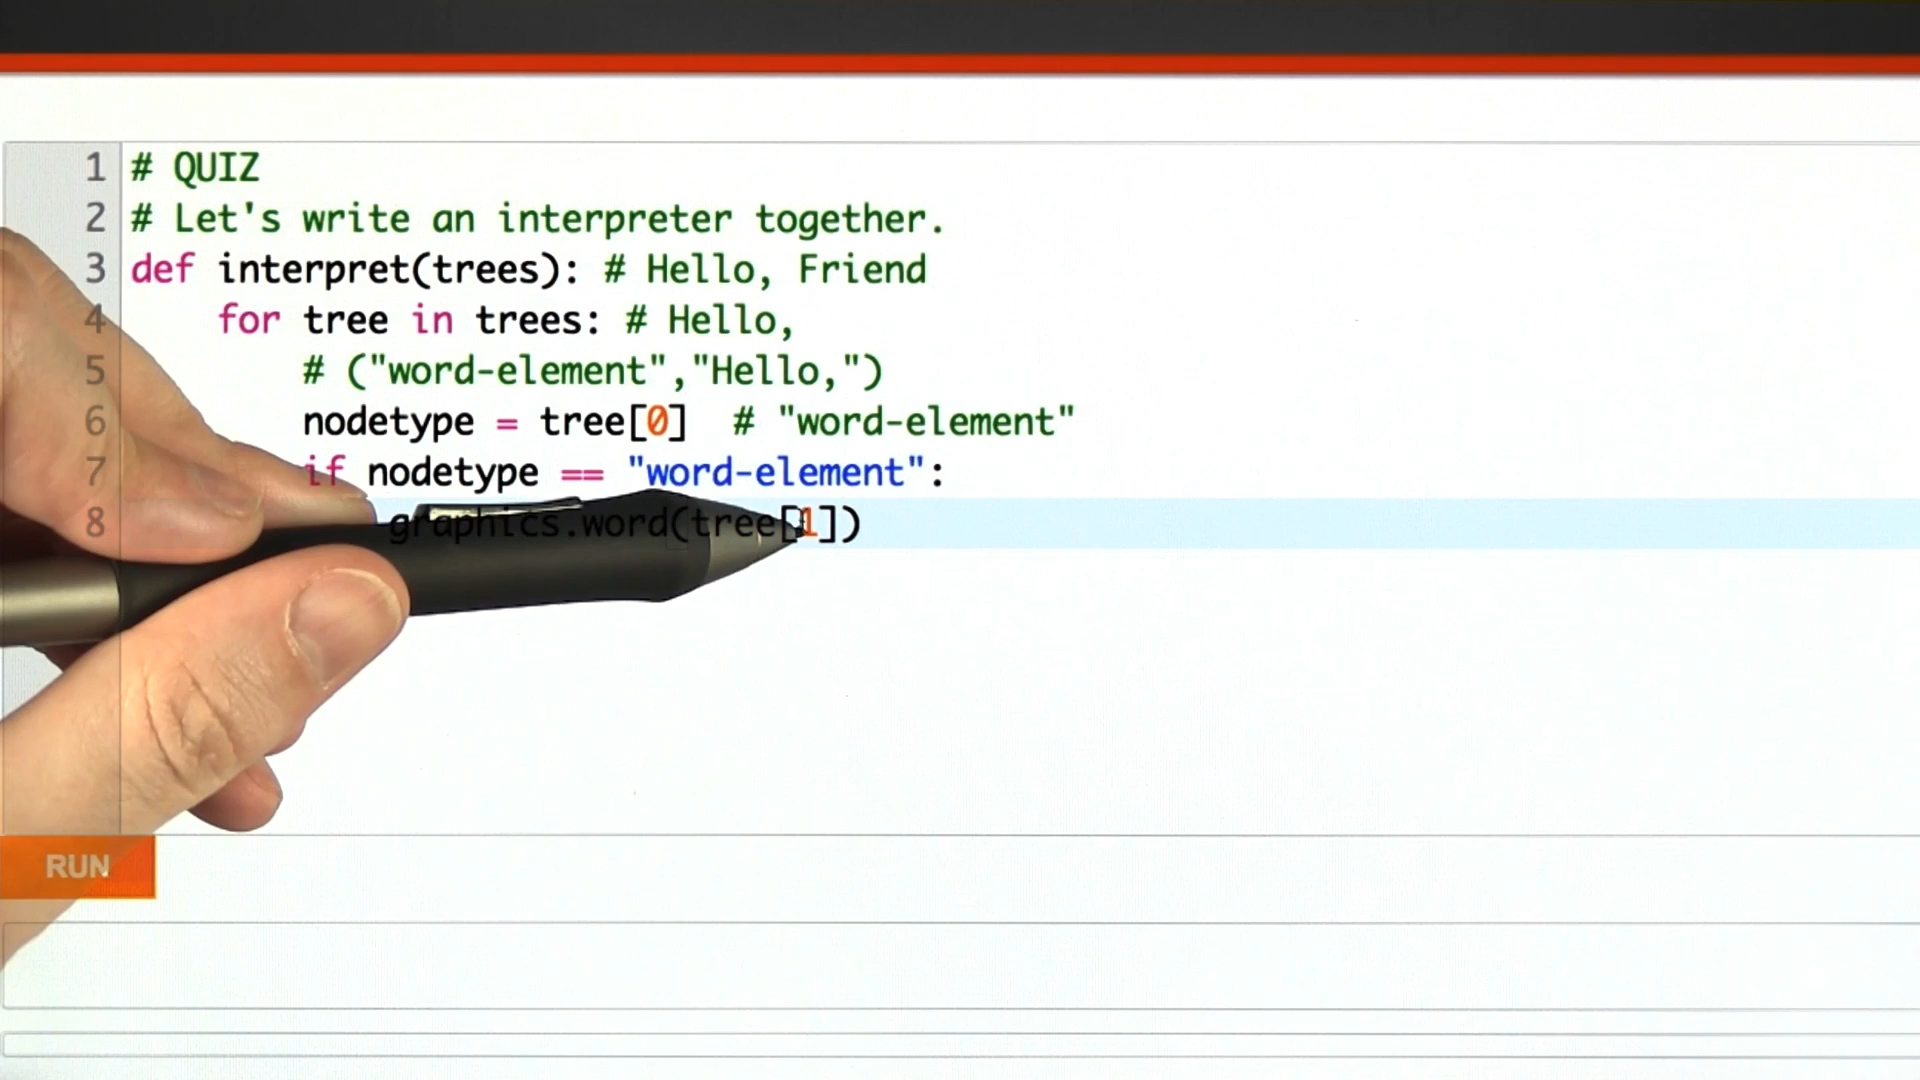 1 # QUIZ
2 # Let's write an interpreter together.
3 def interpret(trees): # Hello, Friend
4 for tree in trees: # Hello,
5 # ("word-element","Hello,")
6 nodetype = tree[0] # "word-element"
7 if nodetype == "word-element":
8 graphics.word(tree[1])
RUN